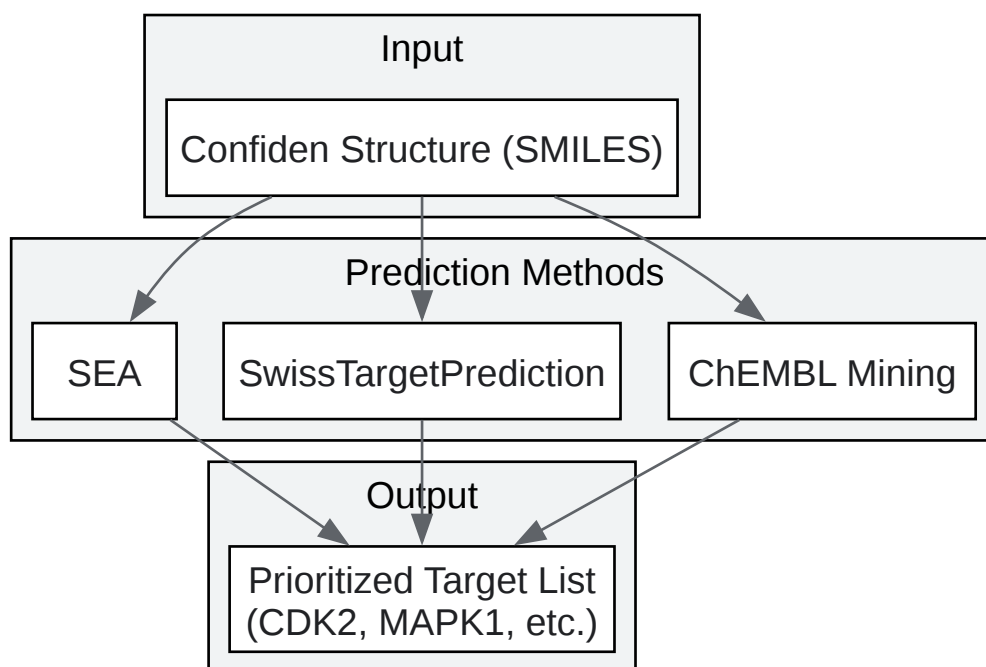 Input
Confiden Structure (SMILES)
Prediction Methods
SEA
SwissTargetPrediction
ChEMBL Mining
Output
Prioritized Target List
(CDK2, MAPK1, etc.)